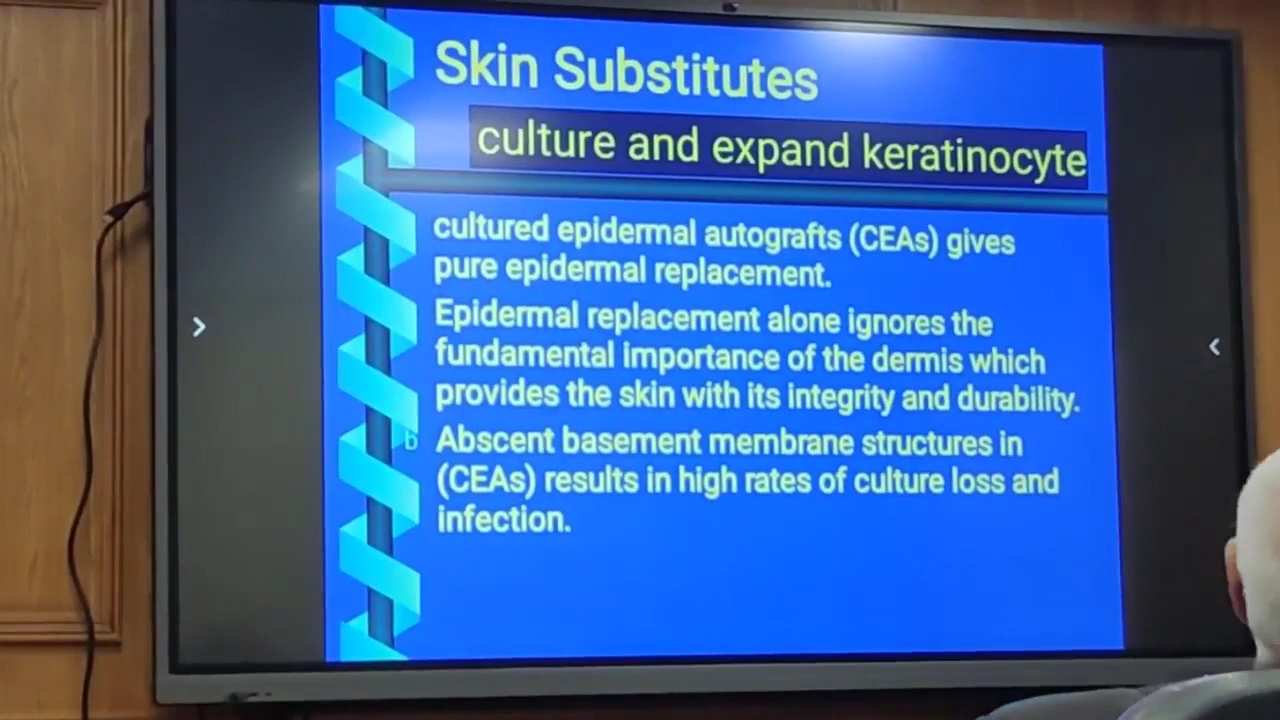 Skin Substitutes
culture and expand keratinocyte
cultured epidermal autografts (CEAs) gives
pure epidermal replacement.
Epidermal replacement alone ignores the
fundamental importance of the dermis which
provides the skin with its integrity and durability.
b Abscent basement membrane structures in
(CEAs) results in high rates of culture loss and
infection.